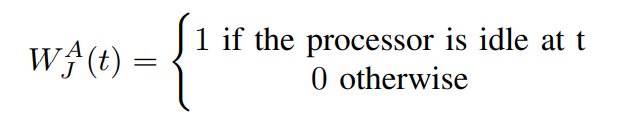 W_J^A(t) = { 1 if the processor is idle at t
0 otherwise